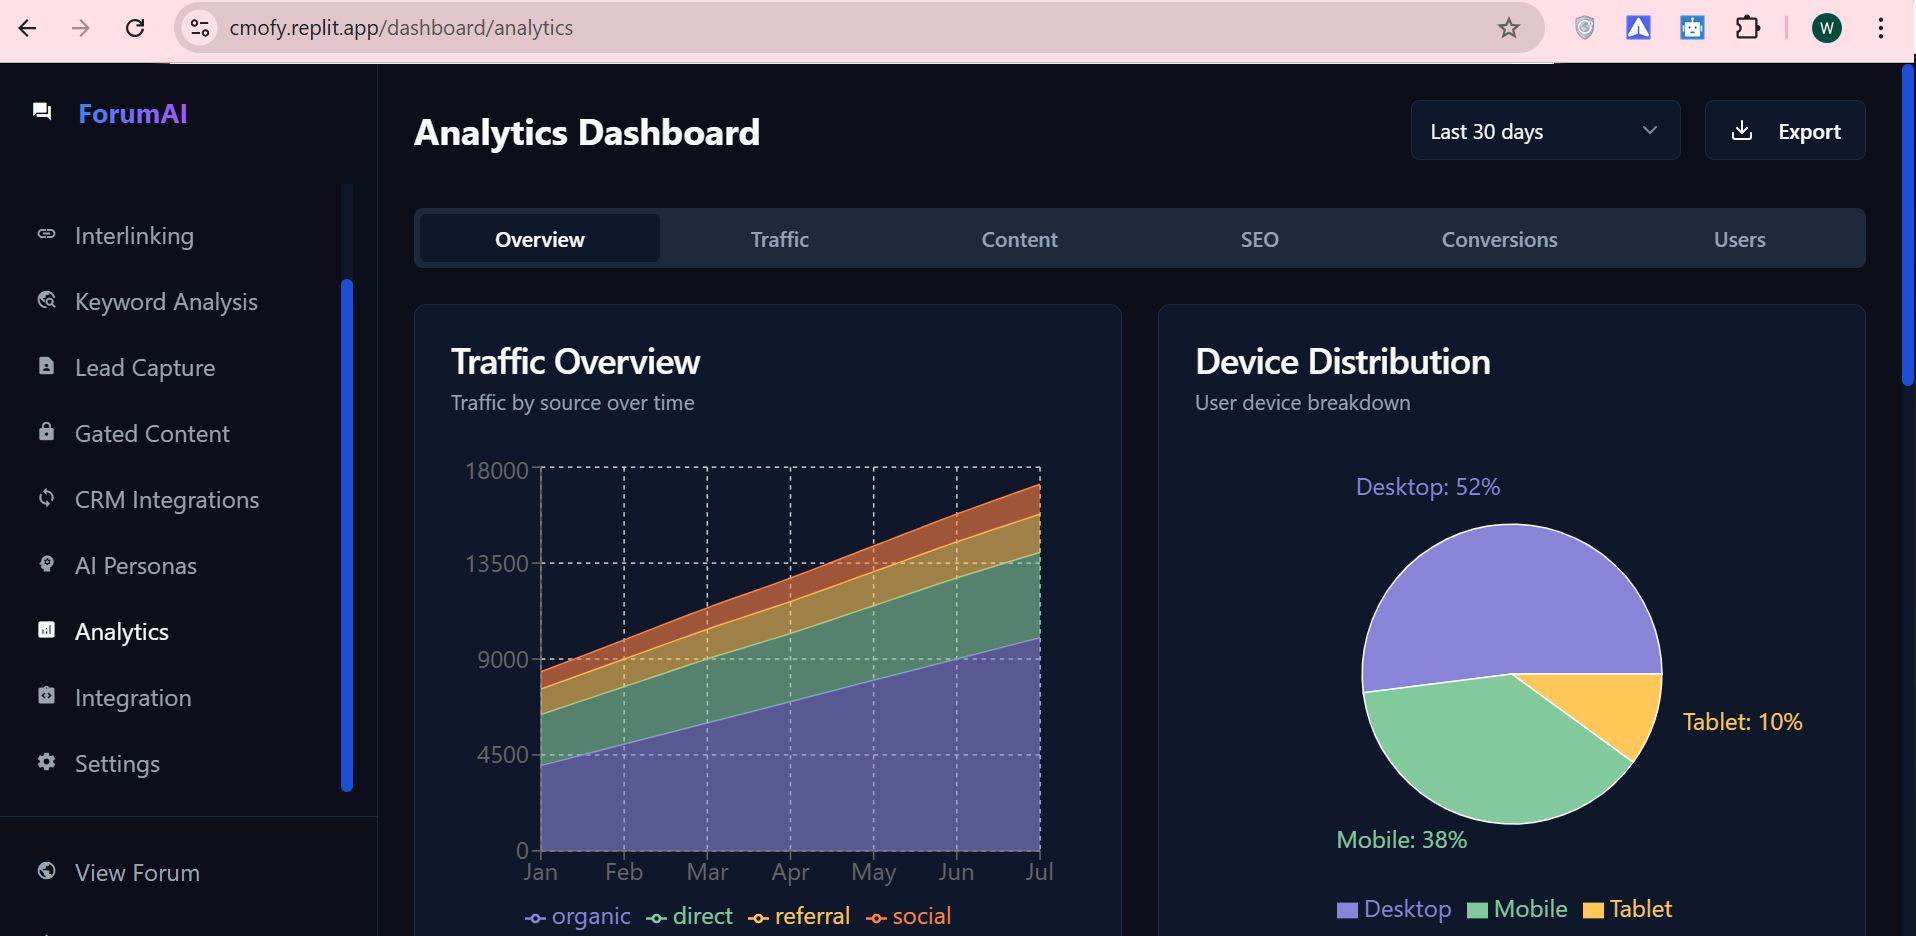 cmofy.replit.app/dashboard/analytics
W
ForumAI
Interlinking
Keyword Analysis
Lead Capture
Gated Content
CRM Integrations
AI Personas
Analytics
Integration
Settings
View Forum
Analytics Dashboard
Last 30 days
Export
Overview
Traffic
Content
SEO
Conversions
Users
Traffic Overview
Traffic by source over time
18000
13500
9000
4500
0
Jan Feb Mar Apr May Jun Jul
organic direct referral social
Device Distribution
User device breakdown
Desktop: 52%
Tablet: 10%
Mobile: 38%
Desktop Mobile Tablet